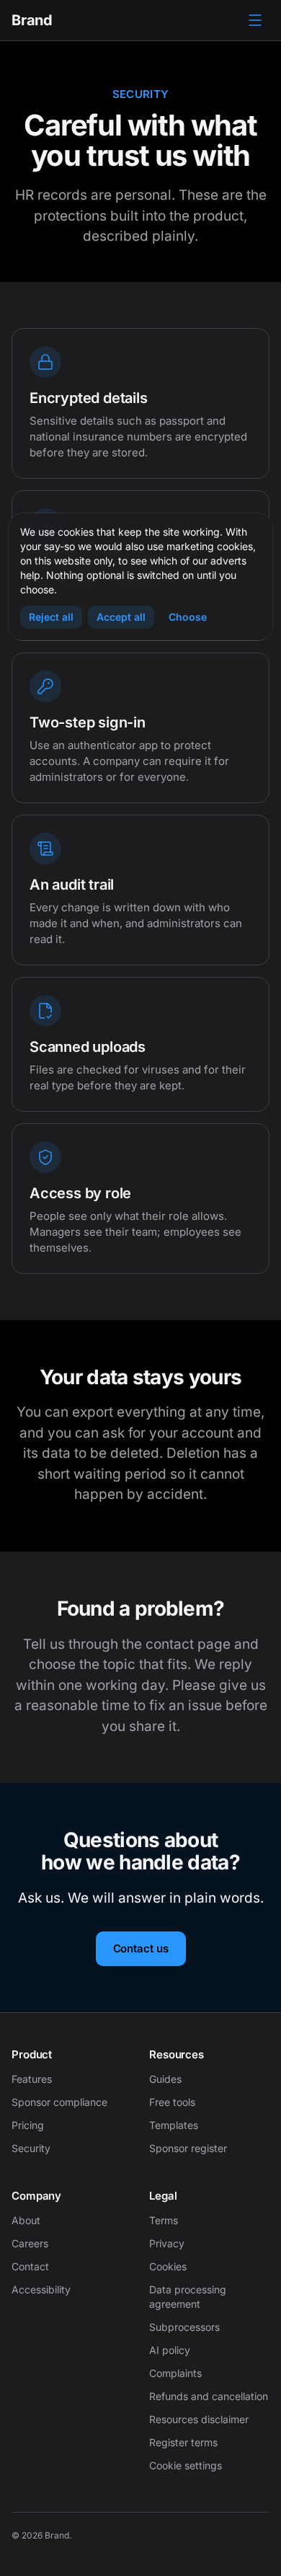 Brand
SECURITY
Careful with what
you trust us with
HR records are personal. These are the
protections built into the product,
described plainly.
Encrypted details
Sensitive details such as passport and
national insurance numbers are encrypted
before they are stored.
We use cookies that keep the site working. With
your say-so we would also use marketing cookies,
on this website only, to see which of our adverts
help. Nothing optional is switched on until you
choose.
Reject all
Accept all
Choose
Two-step sign-in
Use an authenticator app to protect
accounts. A company can require it for
administrators or for everyone.
An audit trail
Every change is written down with who
made it and when, and administrators can
read it.
Scanned uploads
Files are checked for viruses and for their
real type before they are kept.
Access by role
People see only what their role allows.
Managers see their team; employees see
themselves.
Your data stays yours
You can export everything at any time,
and you can ask for your account and
its data to be deleted. Deletion has a
short waiting period so it cannot
happen by accident.
Found a problem?
Tell us through the contact page and
choose the topic that fits. We reply
within one working day. Please give us
a reasonable time to fix an issue before
you share it.
Questions about
how we handle data?
Ask us. We will answer in plain words.
Contact us
Product
Features
Sponsor compliance
Pricing
Security
Resources
Guides
Free tools
Templates
Sponsor register
Company
About
Careers
Contact
Accessibility
Legal
Terms
Privacy
Cookies
Data processing
agreement
Subprocessors
AI policy
Complaints
Refunds and cancellation
Resources disclaimer
Register terms
Cookie settings
© 2026 Brand.